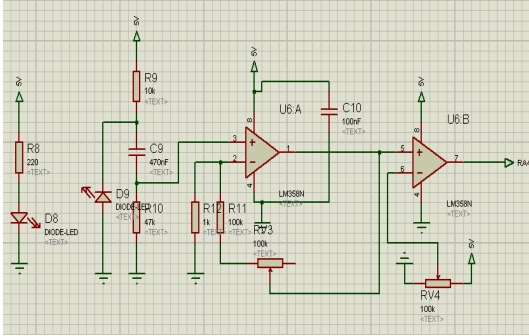 5V
R8
220
<TEXT>
D8
DIODE-LED
<TEXT>
5V
R9
10k
<TEXT>
C9
470nF
<TEXT>
D9
DIODE-LED
<TEXT>
R10
47k
<TEXT>
5V
8
U6:A
3
2
1
4
LM358N
<TEXT>
C10
100nF
<TEXT>
R12
1k
<TEXT>
R11
100k
<TEXT>
RV3
100k
<TEXT>
5V
8
U6:B
5
6
7
4
LM358N
<TEXT>
5V
RV4
100k
<TEXT>